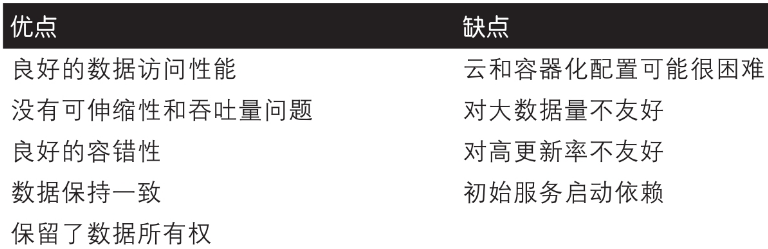 优点 缺点
良好的数据访问性能 云和容器化配置可能很困难
没有可伸缩性和吞吐量问题 对大数据量不友好
良好的容错性 对高更新率不友好
数据保持一致 初始服务启动依赖
保留了数据所有权